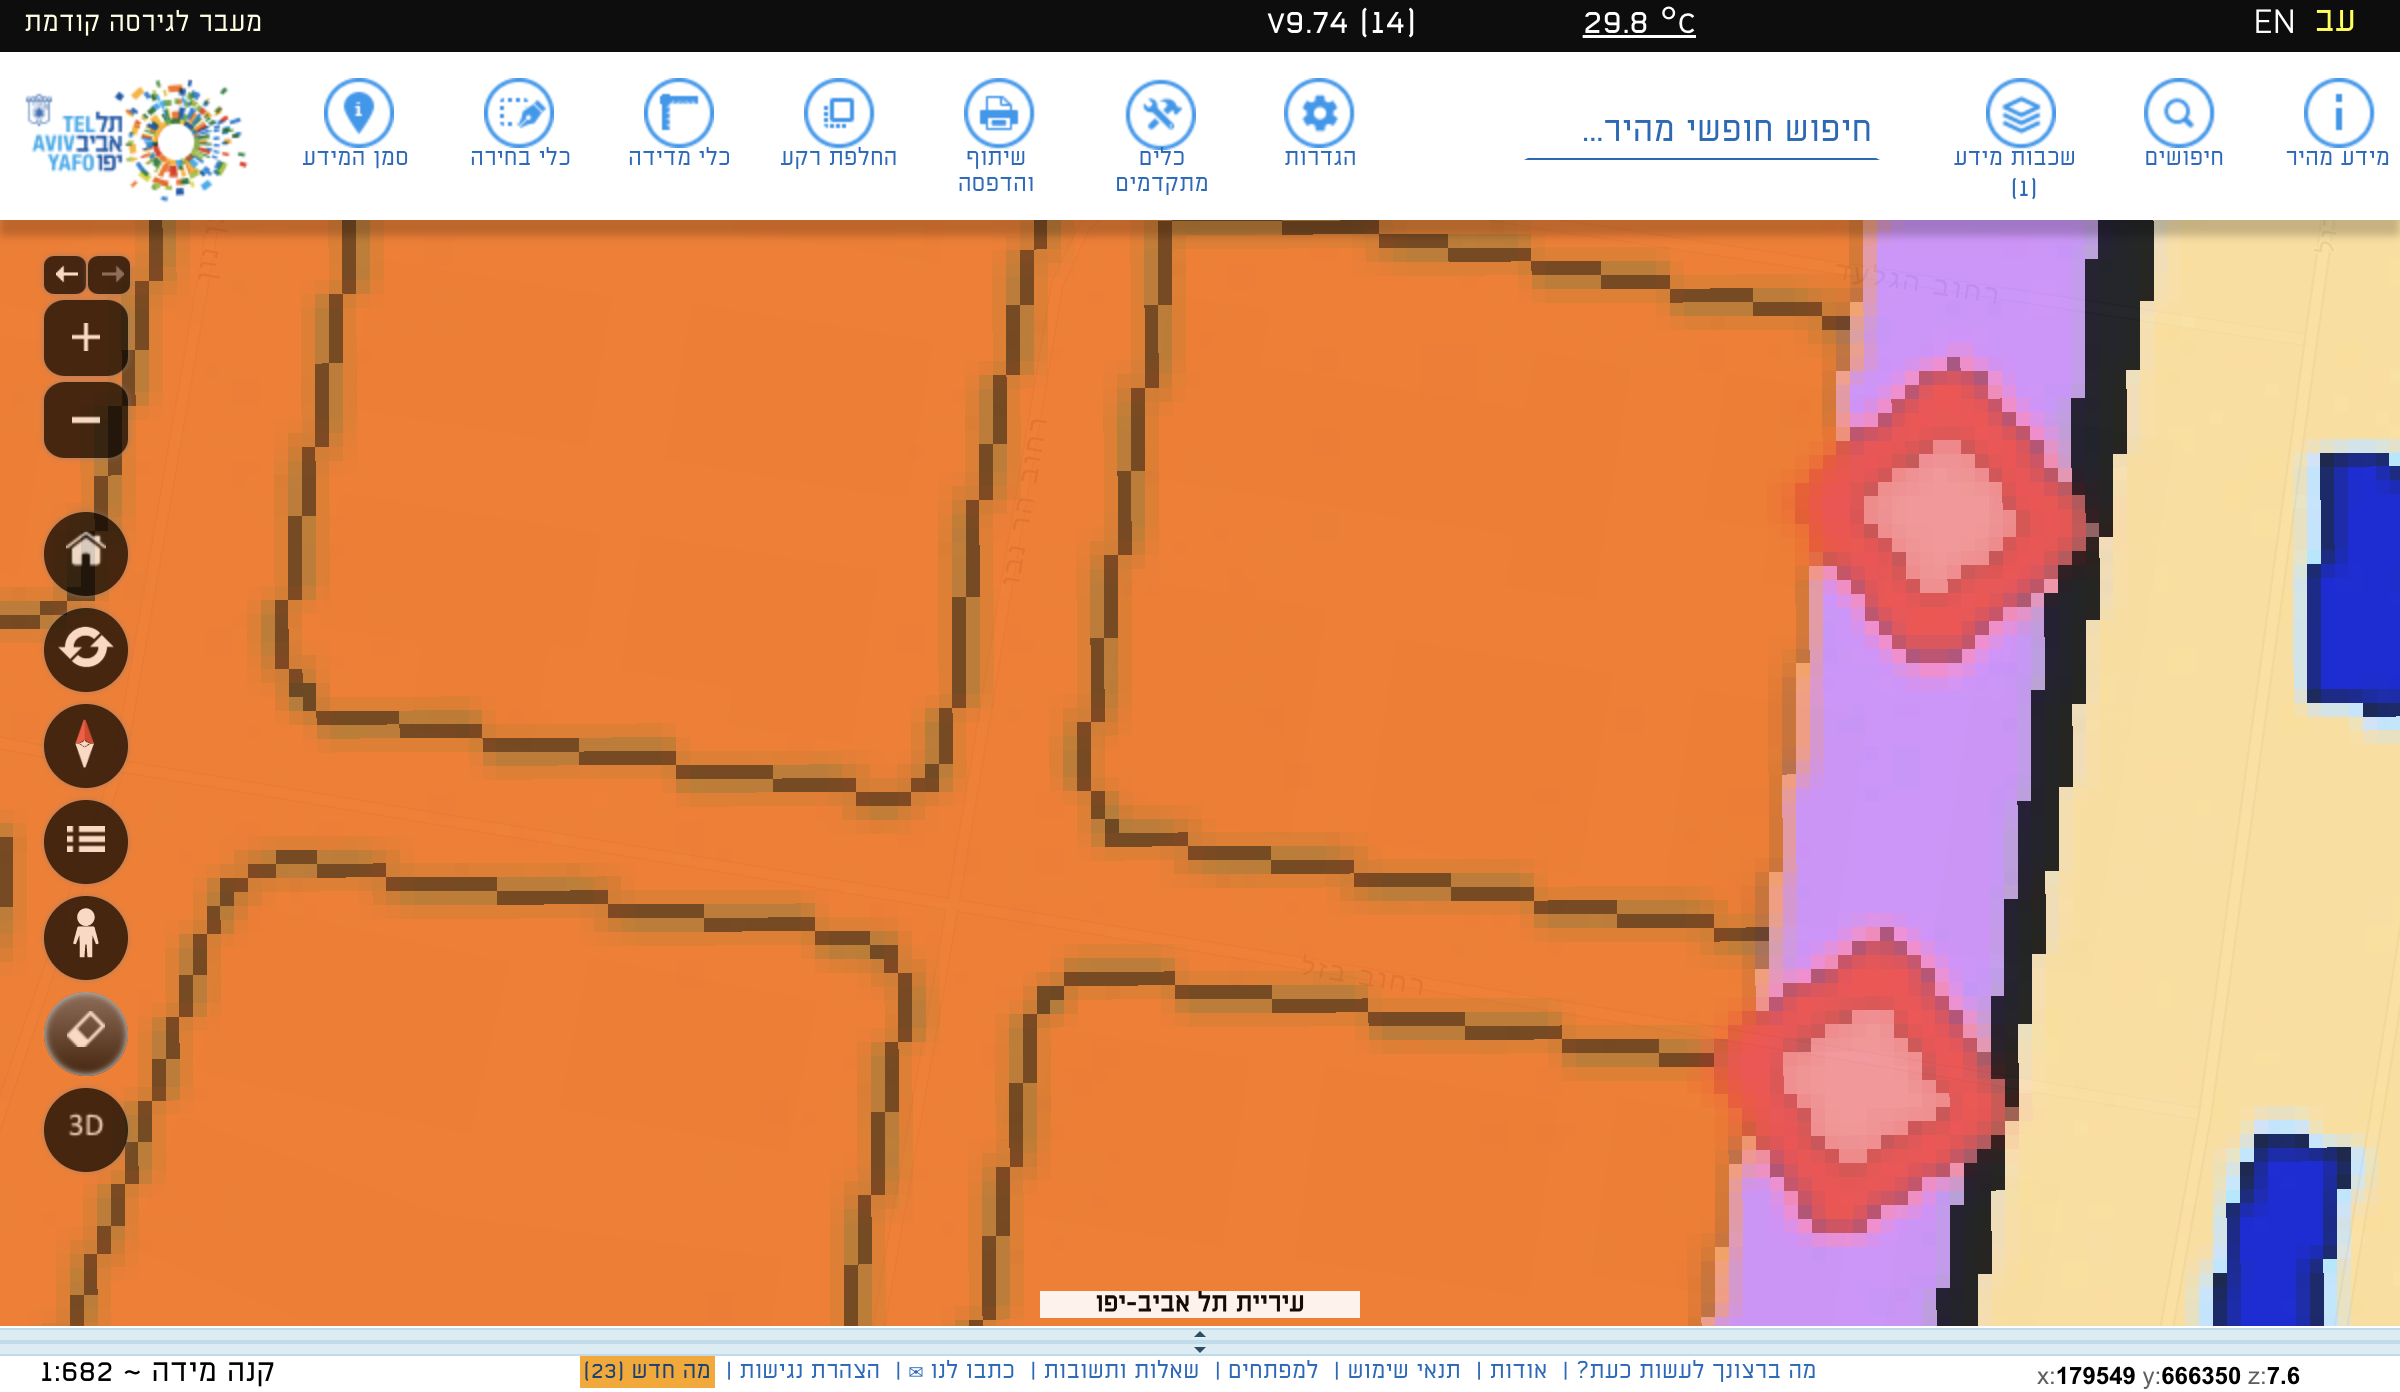 עב EN
29.8 °C
V9.74 (14)
מעבר לגירסה קודמת
מידע מהיר
חיפושים
שכבות מידע
(1)
חיפוש חופשי מהיר...
הגדרות
כלים
מתקדמים
שיתוף
והדפסה
החלפת רקע
כלי מדידה
כלי בחירה
סמן המידע
תל TEL
אביב AVIV
יפו YAFO
רחוב הגלעד
רחוב הר נבו
רחוב בזל
3D
עיריית תל אביב-יפו
מה ברצונך לעשות כעת? | אודות | תנאי שימוש | למפתחים | שאלות ותשובות | כתבו לנו ✉ | הצהרת נגישות | מה חדש (23)
קנה מידה ~ 1:682
x:179549 y:666350 z:7.6